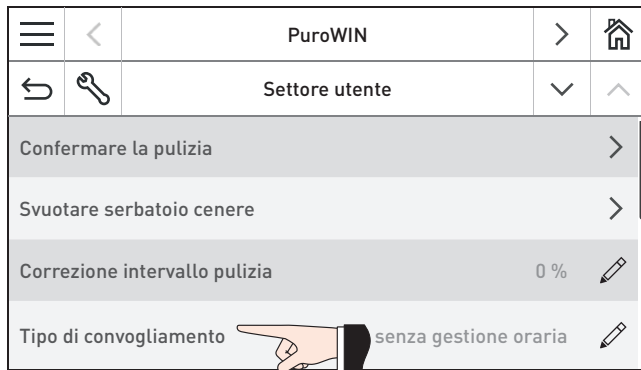 PuroWIN
Settore utente
Confermare la pulizia
Svuotare serbatoio cenere
Correzione intervallo pulizia 0 %
Tipo di convogliamento senza gestione oraria